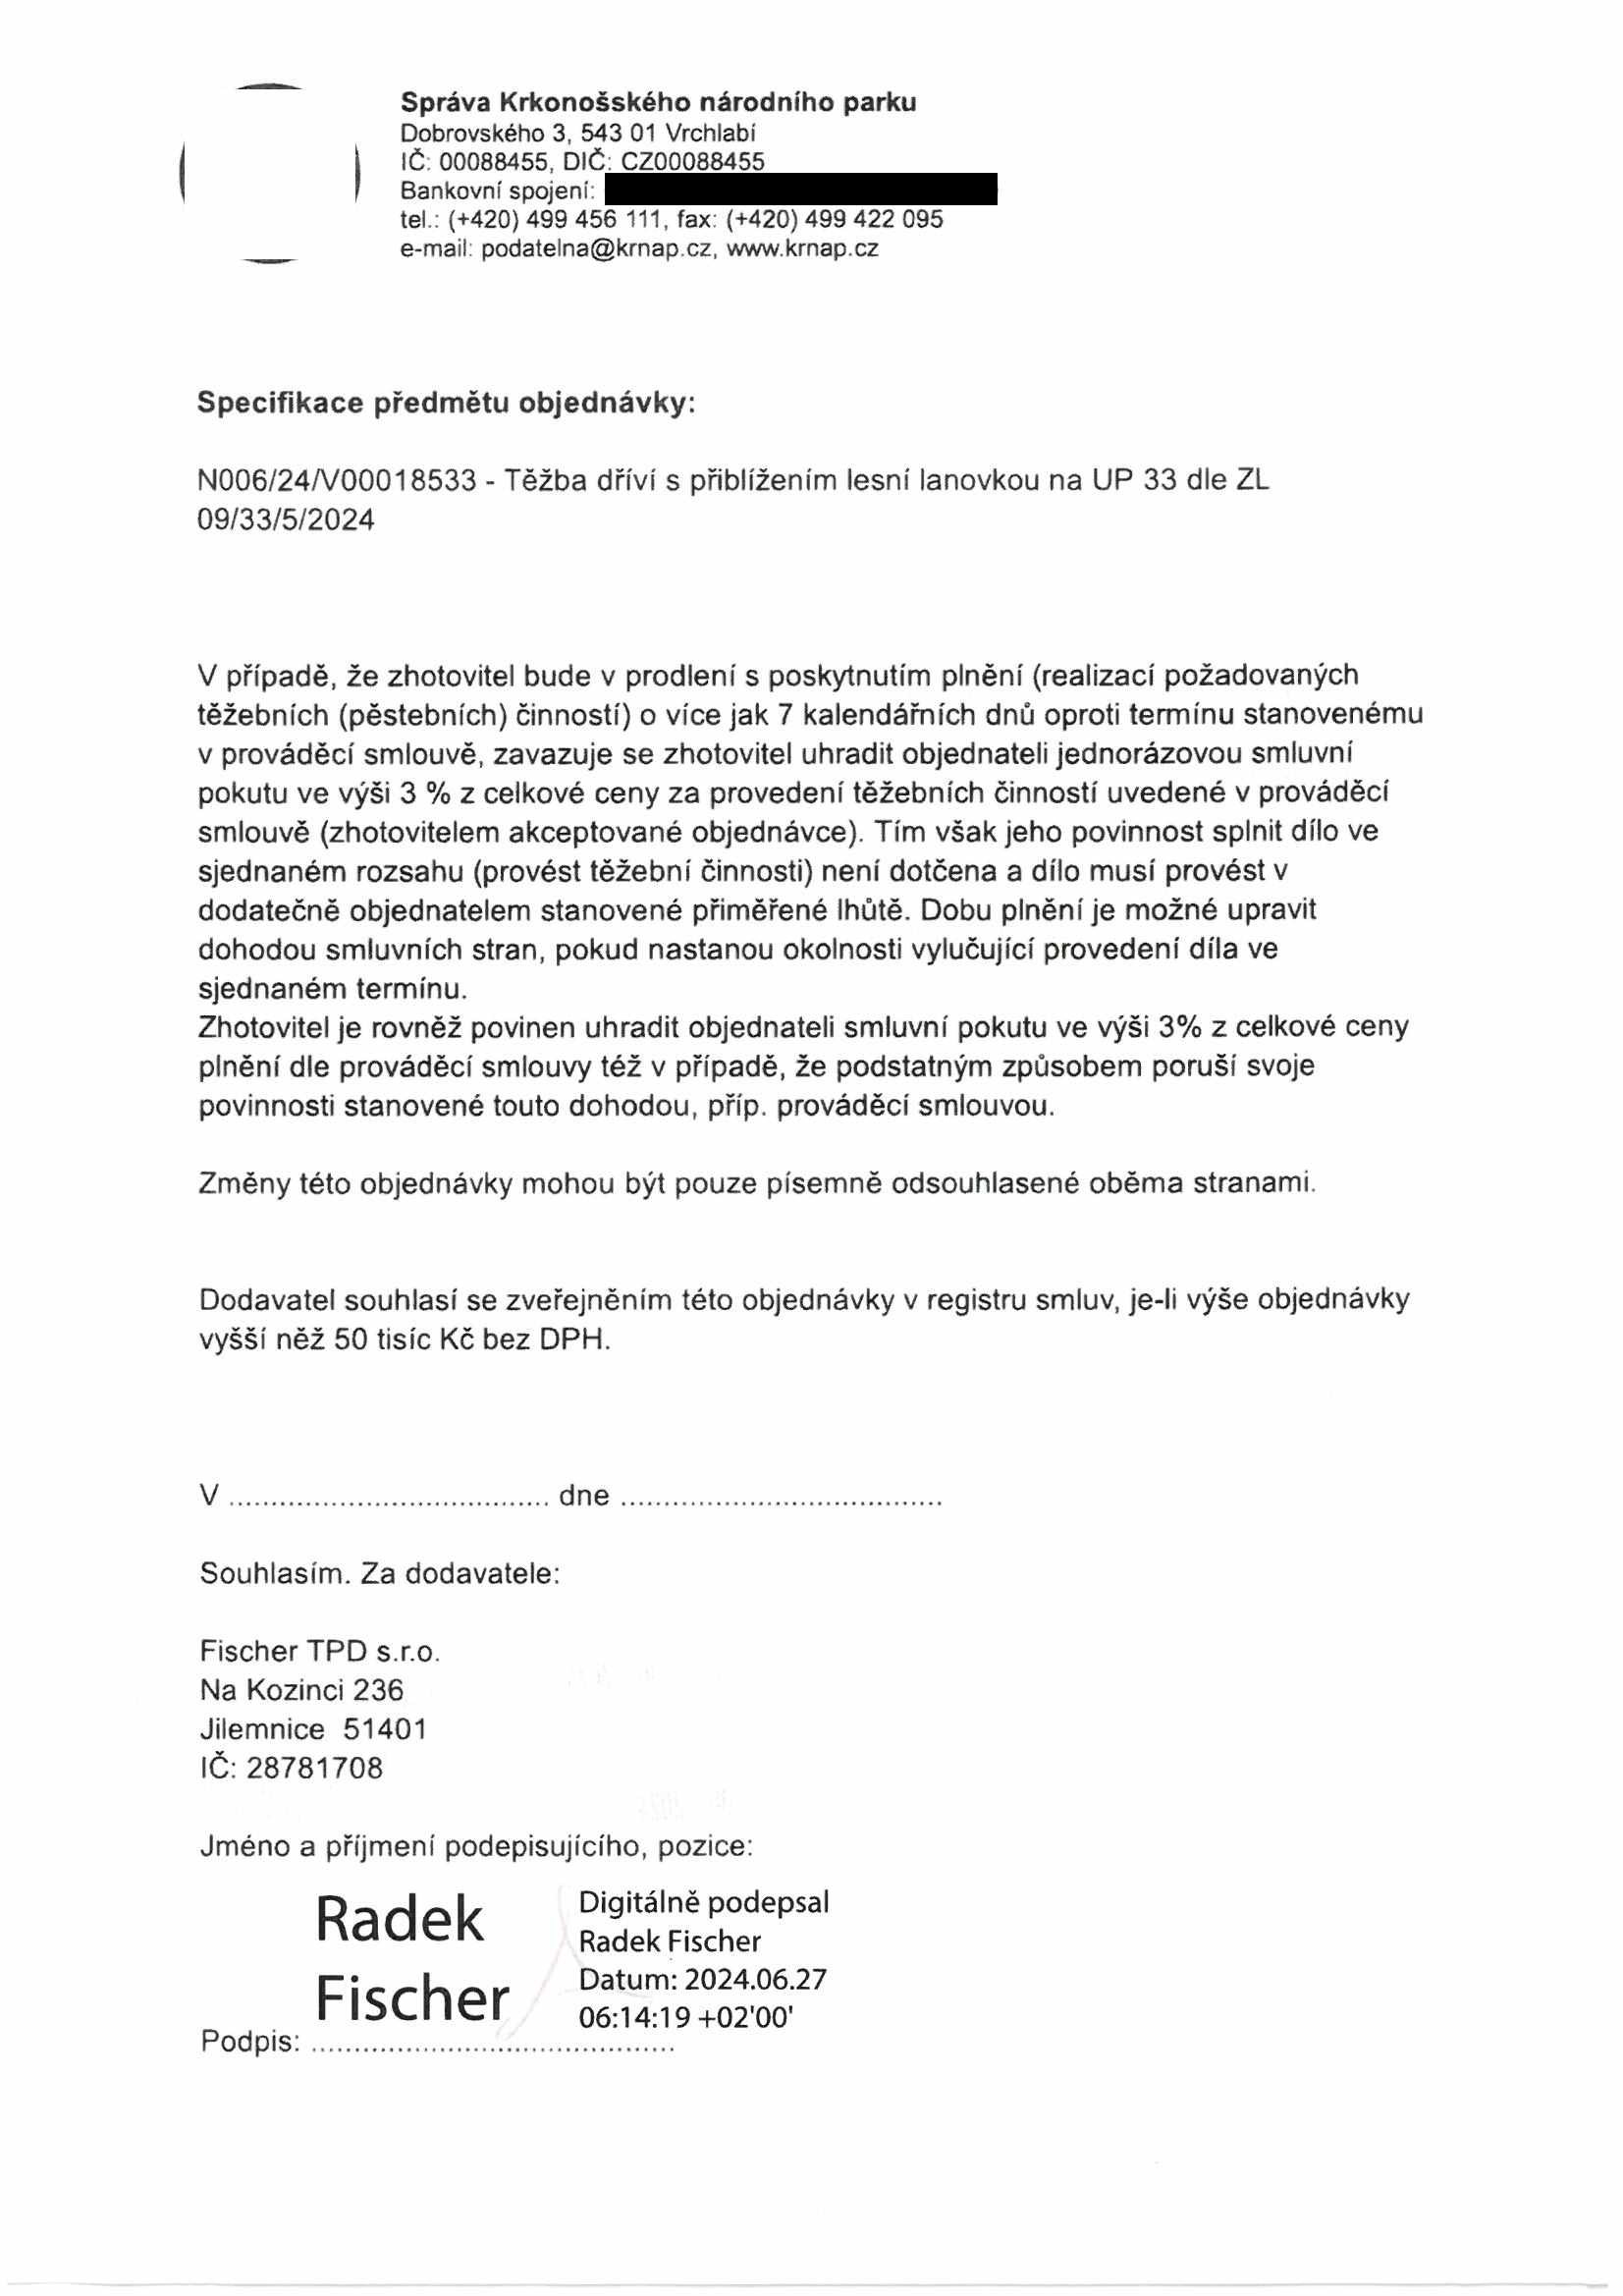 Správa Krkonošského národního parku
Dobrovského 3, 543 01 Vrchlabí
IČ: 00088455, DIČ: CZ00088455
Bankovní spojení:
tel.: (+420) 499 456 111, fax: (+420) 499 422 095
e-mail: podatelna@krnap.cz, www.krnap.cz
Specifikace předmětu objednávky:
N006/24/V00018533 - Těžba dříví s přiblížením lesní lanovkou na UP 33 dle ZL
09/33/5/2024
V případě, že zhotovitel bude v prodlení s poskytnutím plnění (realizací požadovaných
těžebních (pěstebních) činností) o více jak 7 kalendářních dnů oproti termínu stanovenému
v prováděcí smlouvě, zavazuje se zhotovitel uhradit objednateli jednorázovou smluvní
pokutu ve výši 3 % z celkové ceny za provedení těžebních činností uvedené v prováděcí
smlouvě (zhotovitelem akceptované objednávce). Tím však jeho povinnost splnit dílo ve
sjednaném rozsahu (provést těžební činnosti) není dotčena a dílo musí provést v
dodatečně objednatelem stanovené přiměřené lhůtě. Dobu plnění je možné upravit
dohodou smluvních stran, pokud nastanou okolnosti vylučující provedení díla ve
sjednaném termínu.
Zhotovitel je rovněž povinen uhradit objednateli smluvní pokutu ve výši 3% z celkové ceny
plnění dle prováděcí smlouvy též v případě, že podstatným způsobem poruší svoje
povinnosti stanovené touto dohodou, příp. prováděcí smlouvou.
Změny této objednávky mohou být pouze písemně odsouhlasené oběma stranami.
Dodavatel souhlasí se zveřejněním této objednávky v registru smluv, je-li výše objednávky
vyšší něž 50 tisíc Kč bez DPH.
V ...................................... dne ......................................
Souhlasím. Za dodavatele:
Fischer TPD s.r.o.
Na Kozinci 236
Jilemnice 51401
IČ: 28781708
Jméno a příjmení podepisujícího, pozice:
Radek
Fischer
Digitálně podepsal
Radek Fischer
Datum: 2024.06.27
06:14:19 +02'00'
Podpis: ...........................................